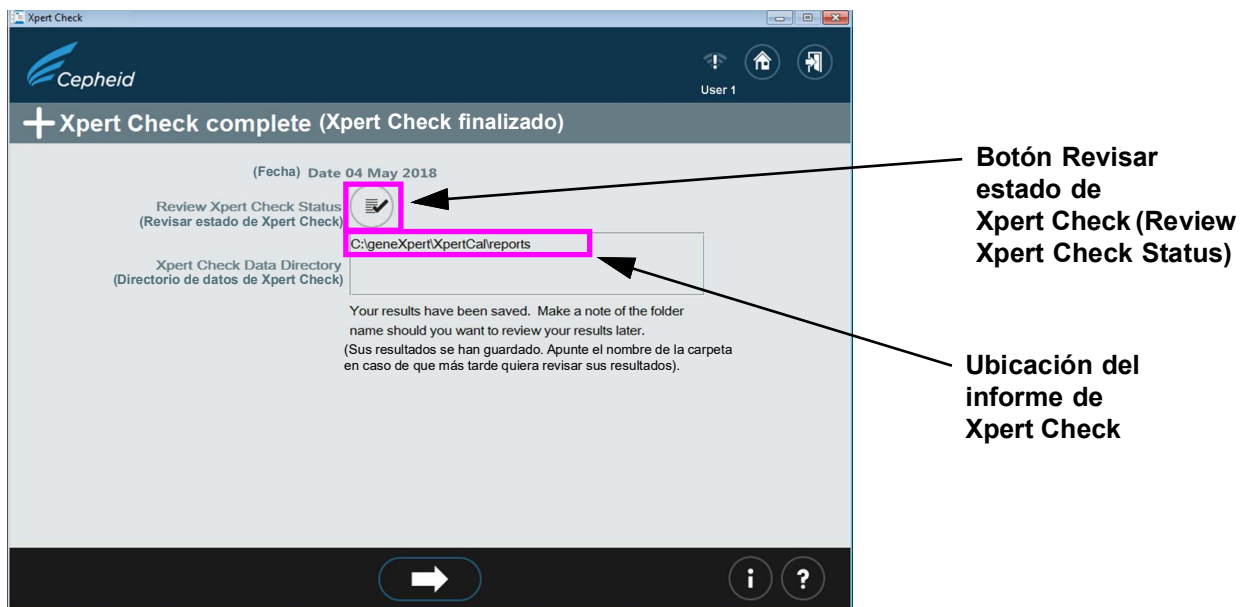 Xpert Check
Cepheid
User 1
Xpert Check complete (Xpert Check finalizado)
(Fecha) Date 04 May 2018
Review Xpert Check Status
(Revisar estado de Xpert Check)
C:\geneXpert\XpertCal\reports
Xpert Check Data Directory
(Directorio de datos de Xpert Check)
Your results have been saved. Make a note of the folder
name should you want to review your results later.
(Sus resultados se han guardado. Apunte el nombre de la carpeta
en caso de que más tarde quiera revisar sus resultados).
i ?
Botón Revisar
estado de
Xpert Check (Review
Xpert Check Status)
Ubicación del
informe de
Xpert Check